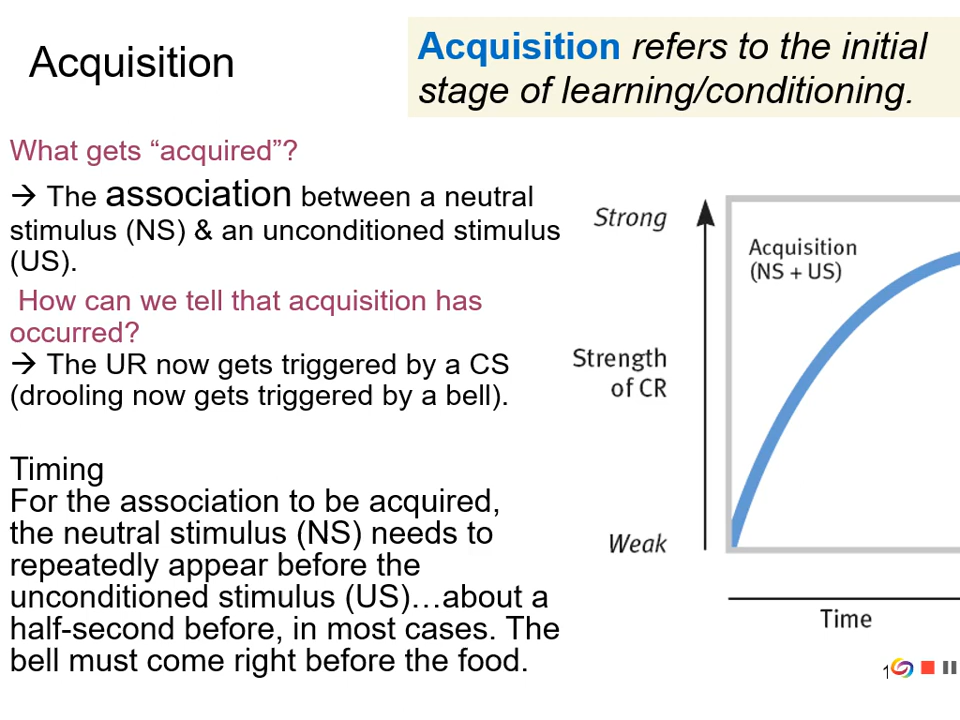 Acquisition
Acquisition refers to the initial
stage of learning/conditioning.
What gets “acquired”?
→ The association between a neutral
stimulus (NS) & an unconditioned stimulus
(US).
How can we tell that acquisition has
occurred?
→ The UR now gets triggered by a CS
(drooling now gets triggered by a bell).
Timing
For the association to be acquired,
the neutral stimulus (NS) needs to
repeatedly appear before the
unconditioned stimulus (US)…about a
half-second before, in most cases. The
bell must come right before the food.
Strong
Acquisition
(NS + US)
Strength
of CR
Weak
Time
1